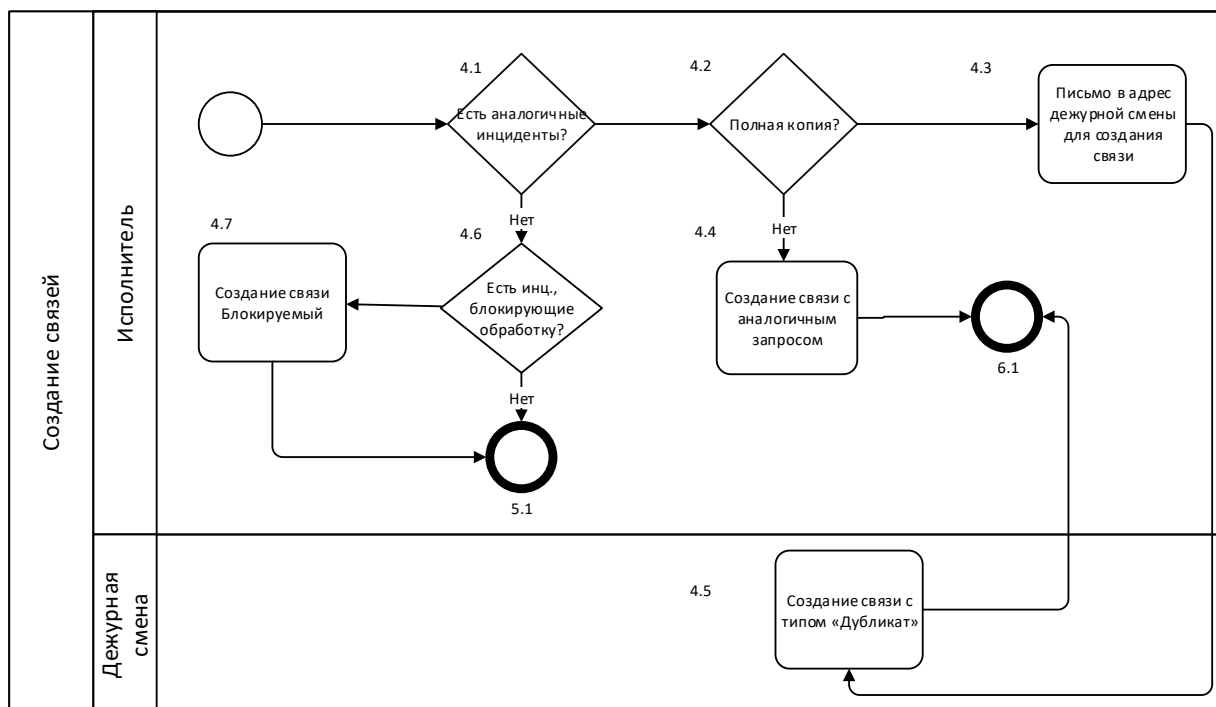 Создание связей
Исполнитель
4.1
Есть аналогичные
инциденты?
4.2
Полная копия?
4.3
Письмо в адрес
дежурной смены
для создания
связи
Нет
Нет
4.7
Создание связи
Блокируемый
4.6
Есть инц.,
блокирующие
обработку?
4.4
Создание связи с
аналогичным
запросом
6.1
Нет
5.1
Дежурная
смена
4.5
Создание связи с
типом «Дубликат»